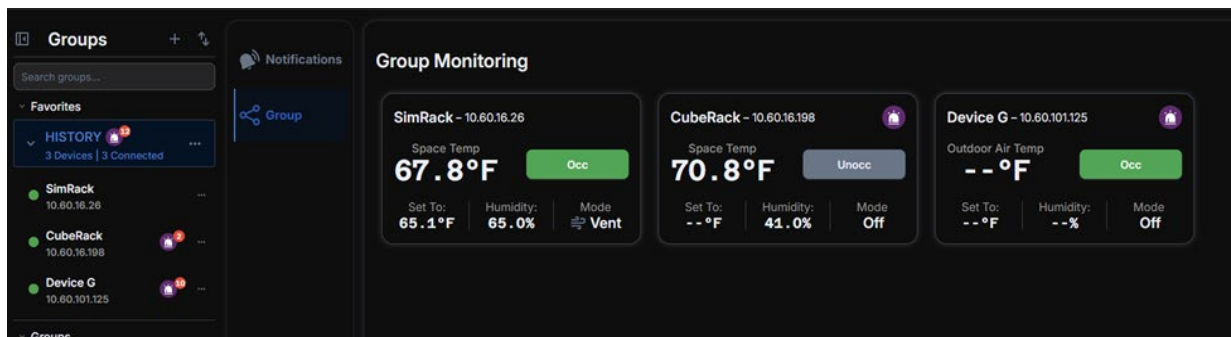 Groups
Search groups...
Favorites
HISTORY 12
3 Devices | 3 Connected
SimRack
10.60.16.26
CubeRack 2
10.60.16.198
Device G 10
10.60.101.125
Groups
Notifications
Group
Group Monitoring
SimRack – 10.60.16.26
Space Temp
67.8°F Occ
Set To: Humidity: Mode
65.1°F 65.0% Vent
CubeRack – 10.60.16.198
Space Temp
70.8°F Unocc
Set To: Humidity: Mode
--°F 41.0% Off
Device G – 10.60.101.125
Outdoor Air Temp
--°F Occ
Set To: Humidity: Mode
--°F --% Off